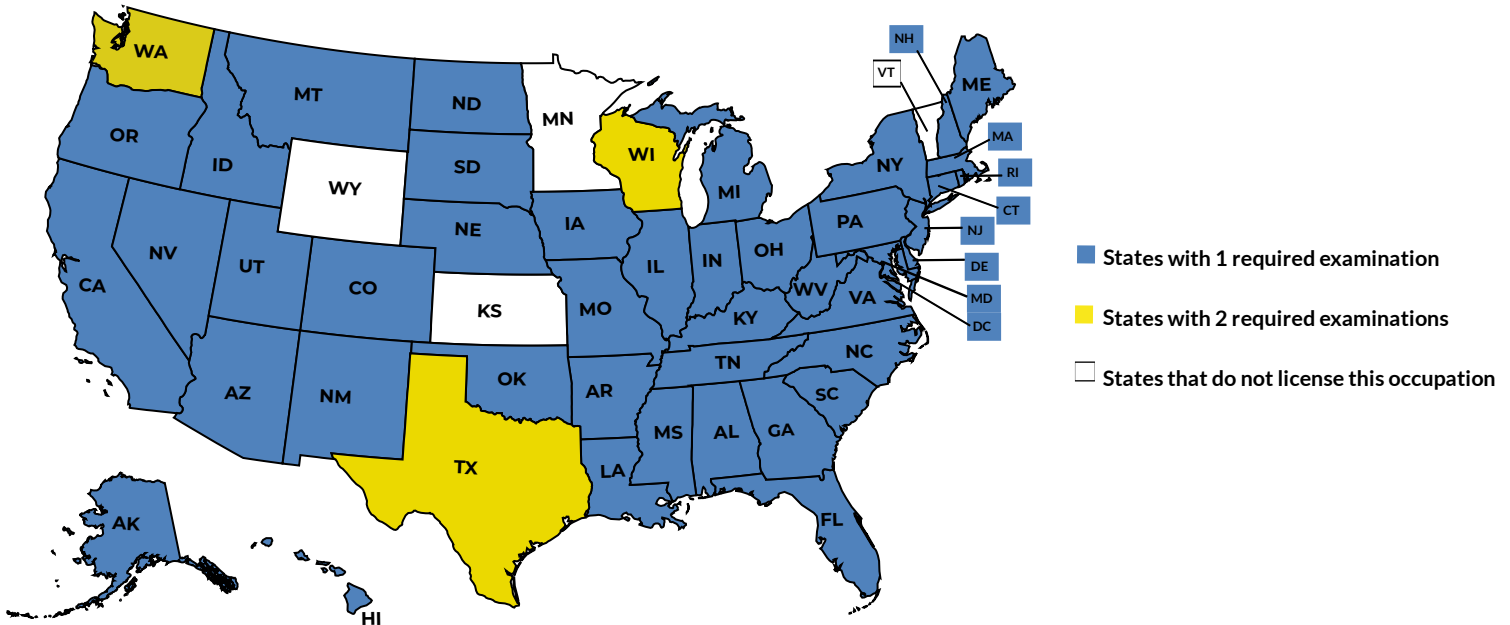 WA
MT
ND
MN
OR
ID
WY
SD
WI
MI
NY
ME
NH
VT
MA
RI
CT
NJ
DE
MD
DC
NE
IA
PA
NV
UT
CA
CO
KS
MO
IL
IN
OH
WV
VA
KY
NC
TN
AZ
NM
OK
AR
SC
MS
AL
GA
TX
LA
FL
AK
HI
States with 1 required examination
States with 2 required examinations
States that do not license this occupation